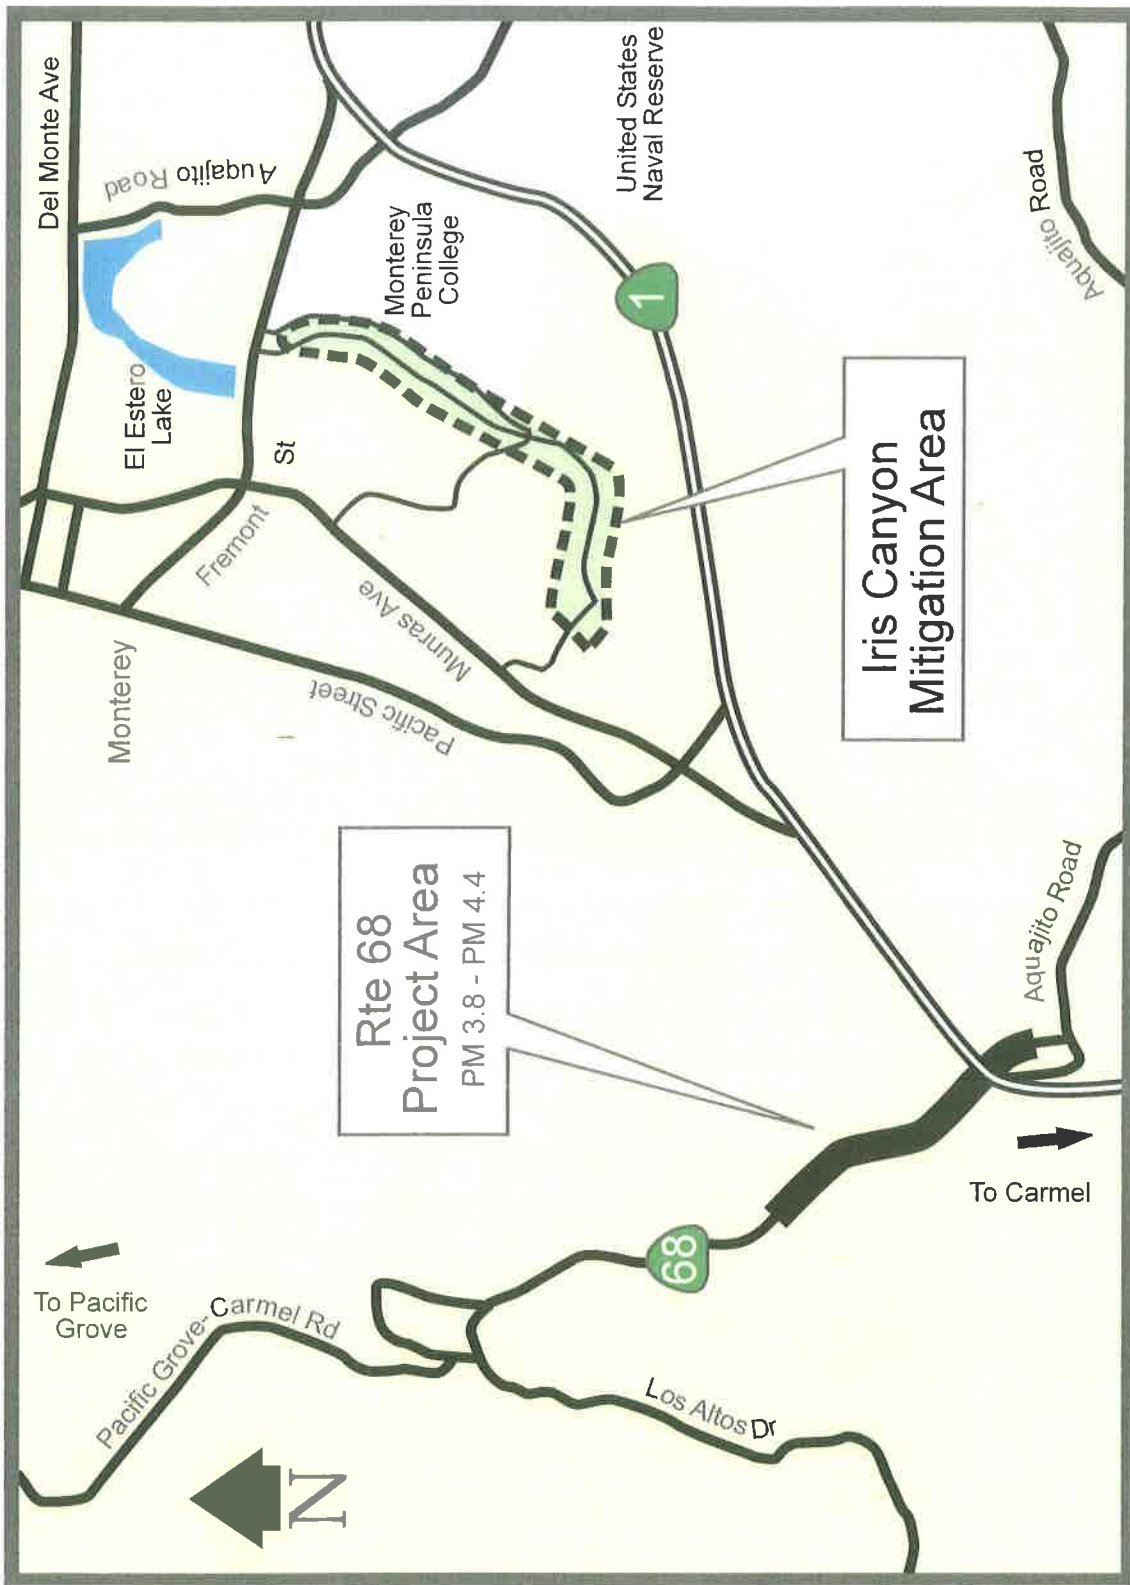 To Pacific
Grove
Pacific Grove-Carmel Rd
N
Monterey
Del Monte Ave
El Estero
Lake
Auqajito Road
Fremont
St
Pacific Street
Munras Ave
Monterey
Peninsula
College
United States
Naval Reserve
Rte 68
Project Area
PM 3.8 - PM 4.4
68
1
Los Altos Dr
Iris Canyon
Mitigation Area
To Carmel
Aquajito Road
Aquajito Road